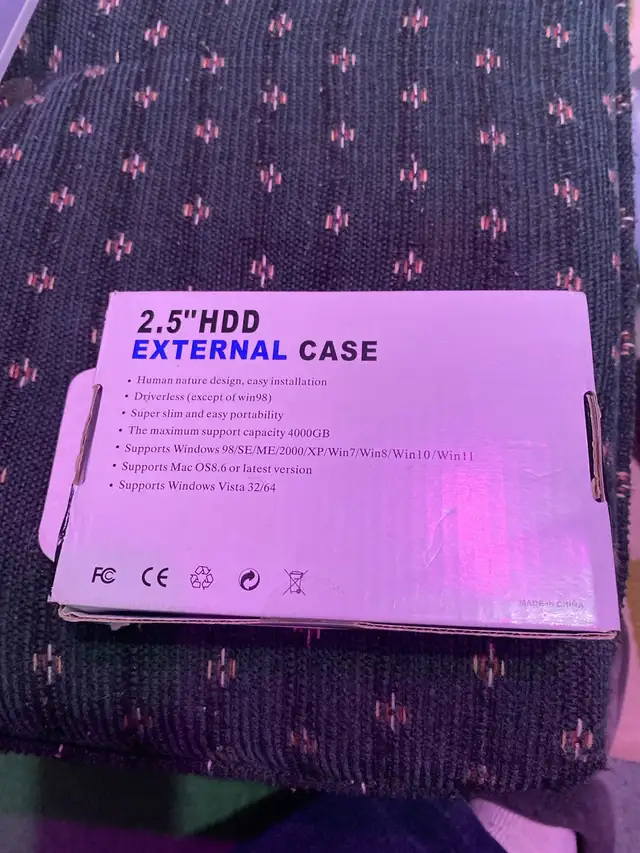 2.5"HDD
EXTERNAL CASE
• Human nature design, easy installation
• Driverless (except of win98)
• Super slim and easy portability
• The maximum support capacity 4000GB
• Supports Windows 98/SE/ME/2000/XP/Win7/Win8/Win10/Win11
• Supports Mac OS8.6 or latest version
• Supports Windows Vista 32/64
FC CE
MADE IN CHINA